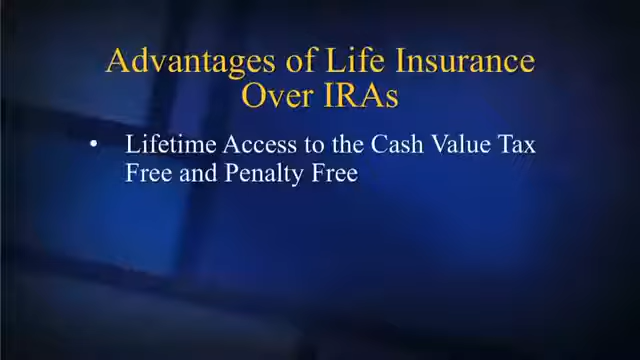 Advantages of Life Insurance
Over IRAs
• Lifetime Access to the Cash Value Tax
Free and Penalty Free